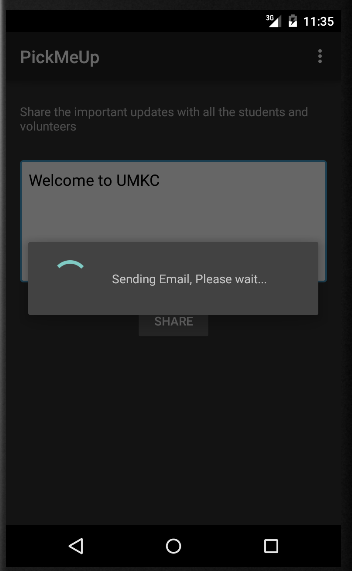 3G 11:35
PickMeUp
Share the important updates with all the students and
volunteers
Welcome to UMKC
Sending Email, Please wait...
SHARE